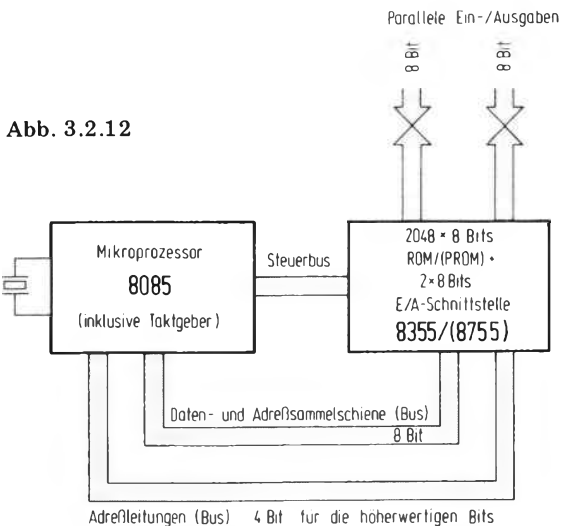 Parallele Ein-/Ausgaben
8 Bit
8 Bit
Abb. 3.2.12
Mikroprozessor
8085
(inklusive Taktgeber)
Steuerbus
2048 × 8 Bits
ROM/(PROM) +
2×8 Bits
E/A-Schnittstelle
8355/(8755)
Daten- und Adreßsammelschiene (Bus)
8 Bit
Adreßleitungen (Bus) 4 Bit für die höherwertigen Bits